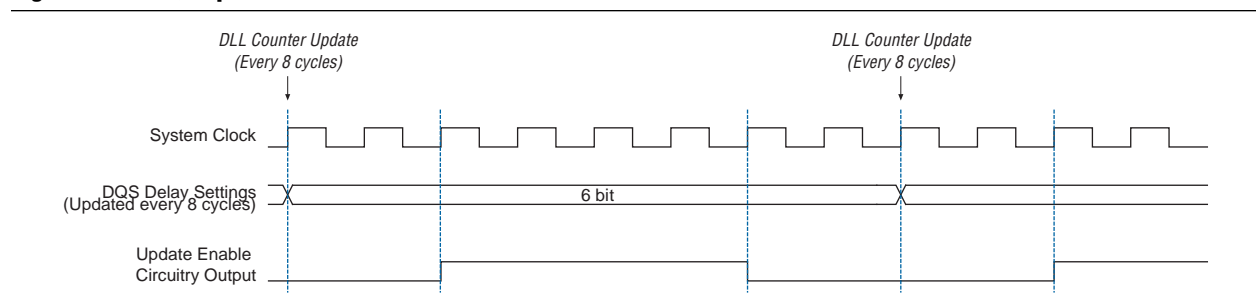 DLL Counter Update
(Every 8 cycles)
DLL Counter Update
(Every 8 cycles)
System Clock
DQS Delay Settings
(Updated every 8 cycles)
6 bit
Update Enable
Circuitry Output